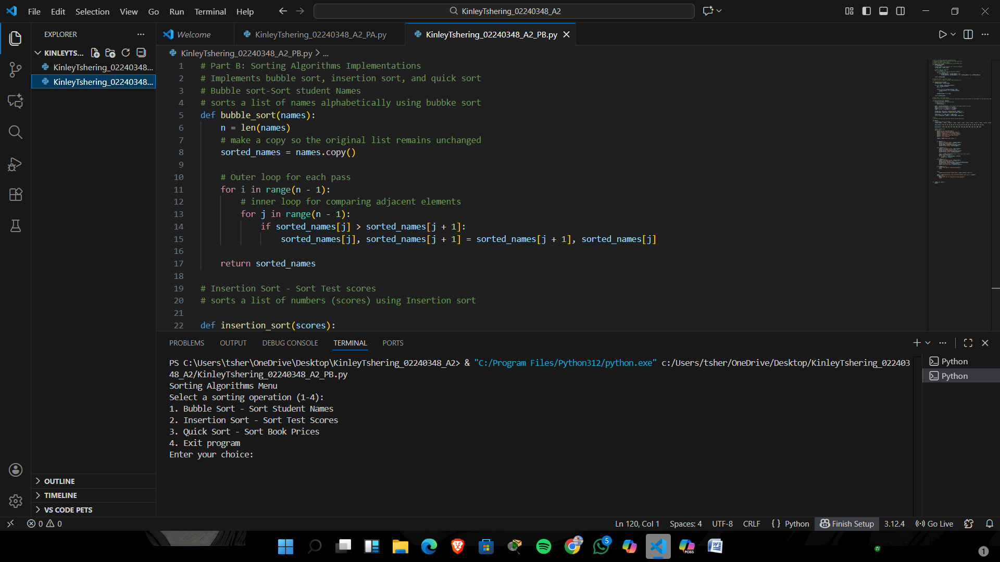 File Edit Selection View Go Run Terminal Help
KinleyTshering_02240348_A2
EXPLORER
KINLEYTS...
KinleyTshering_02240348...
KinleyTshering_02240348...
OUTLINE
TIMELINE
VS CODE PETS
Welcome
KinleyTshering_02240348_A2_PA.py
KinleyTshering_02240348_A2_PB.py
KinleyTshering_02240348_A2_PB.py > ...
1 # Part B: Sorting Algorithms Implementations
2 # Implements bubble sort, insertion sort, and quick sort
3 # Bubble sort-Sort student Names
4 # sorts a list of names alphabetically using bubbke sort
5 def bubble_sort(names):
6 n = len(names)
7 # make a copy so the original list remains unchanged
8 sorted_names = names.copy()
9
10 # Outer loop for each pass
11 for i in range(n - 1):
12 # inner loop for comparing adjacent elements
13 for j in range(n - 1):
14 if sorted_names[j] > sorted_names[j + 1]:
15 sorted_names[j], sorted_names[j + 1] = sorted_names[j + 1], sorted_names[j]
16
17 return sorted_names
18
19 # Insertion Sort - Sort Test scores
20 # sorts a list of numbers (scores) using Insertion sort
21
22 def insertion_sort(scores):
PROBLEMS OUTPUT DEBUG CONSOLE TERMINAL PORTS
PS C:\Users\tsher\OneDrive\Desktop\KinleyTshering_02240348_A2> & "C:/Program Files/Python312/python.exe" c:/Users/tsher/OneDrive/Desktop/KinleyTshering_022403
48_A2/KinleyTshering_02240348_A2_PB.py
Sorting Algorithms Menu
Select a sorting operation (1-4):
1. Bubble Sort - Sort Student Names
2. Insertion Sort - Sort Test Scores
3. Quick Sort - Sort Book Prices
4. Exit program
Enter your choice:
Python
Python
0 0
Ln 120, Col 1 Spaces: 4 UTF-8 CRLF {} Python Finish Setup 3.12.4 Go Live
5
M365
1